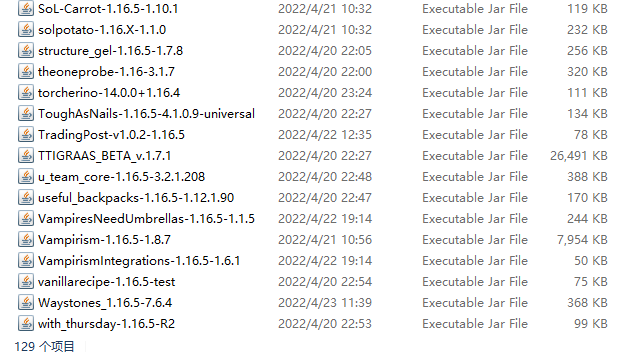 SoL-Carrot-1.16.5-1.10.1 2022/4/21 10:32 Executable Jar File 119 KB
solpotato-1.16.X-1.1.0 2022/4/21 10:32 Executable Jar File 232 KB
structure_gel-1.16.5-1.7.8 2022/4/20 22:05 Executable Jar File 256 KB
theoneprobe-1.16-3.1.7 2022/4/20 22:00 Executable Jar File 320 KB
torcherino-14.0.0+1.16.4 2022/4/20 23:24 Executable Jar File 111 KB
ToughAsNails-1.16.5-4.1.0.9-universal 2022/4/20 22:27 Executable Jar File 134 KB
TradingPost-v1.0.2-1.16.5 2022/4/22 12:35 Executable Jar File 78 KB
TTIGRAAS_BETA_v.1.7.1 2022/4/20 22:27 Executable Jar File 26,491 KB
u_team_core-1.16.5-3.2.1.208 2022/4/20 22:48 Executable Jar File 388 KB
useful_backpacks-1.16.5-1.12.1.90 2022/4/20 22:47 Executable Jar File 170 KB
VampiresNeedUmbrellas-1.16.5-1.1.5 2022/4/22 19:14 Executable Jar File 244 KB
Vampirism-1.16.5-1.8.7 2022/4/21 10:56 Executable Jar File 7,954 KB
VampirismIntegrations-1.16.5-1.6.1 2022/4/22 19:14 Executable Jar File 50 KB
vanillarecipe-1.16.5-test 2022/4/20 22:54 Executable Jar File 75 KB
Waystones_1.16.5-7.6.4 2022/4/23 11:39 Executable Jar File 368 KB
with_thursday-1.16.5-R2 2022/4/20 22:53 Executable Jar File 99 KB
129 个项目